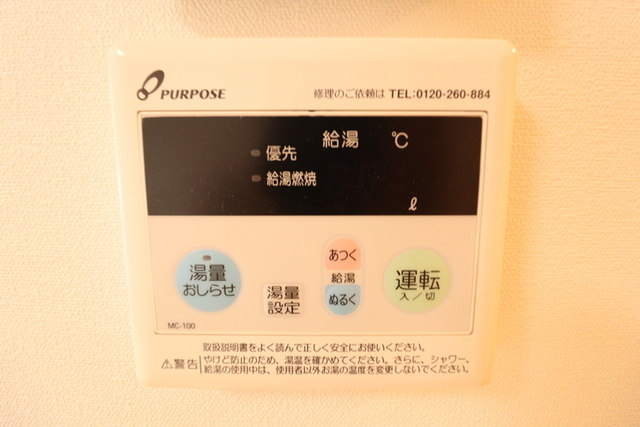 PURPOSE
修理のご依頼は TEL:0120-260-884
給湯 ℃
優先
給湯燃焼
ℓ
湯量
おしらせ
湯量
設定
あつく
給湯
ぬるく
運転
入/切
MC-100
取扱説明書をよく読んで正しく安全にお使いください。
⚠警告 やけど防止のため、湯温を確かめてください。さらに、シャワー、
給湯の使用中は、使用者以外お湯の温度を変更しないでください。